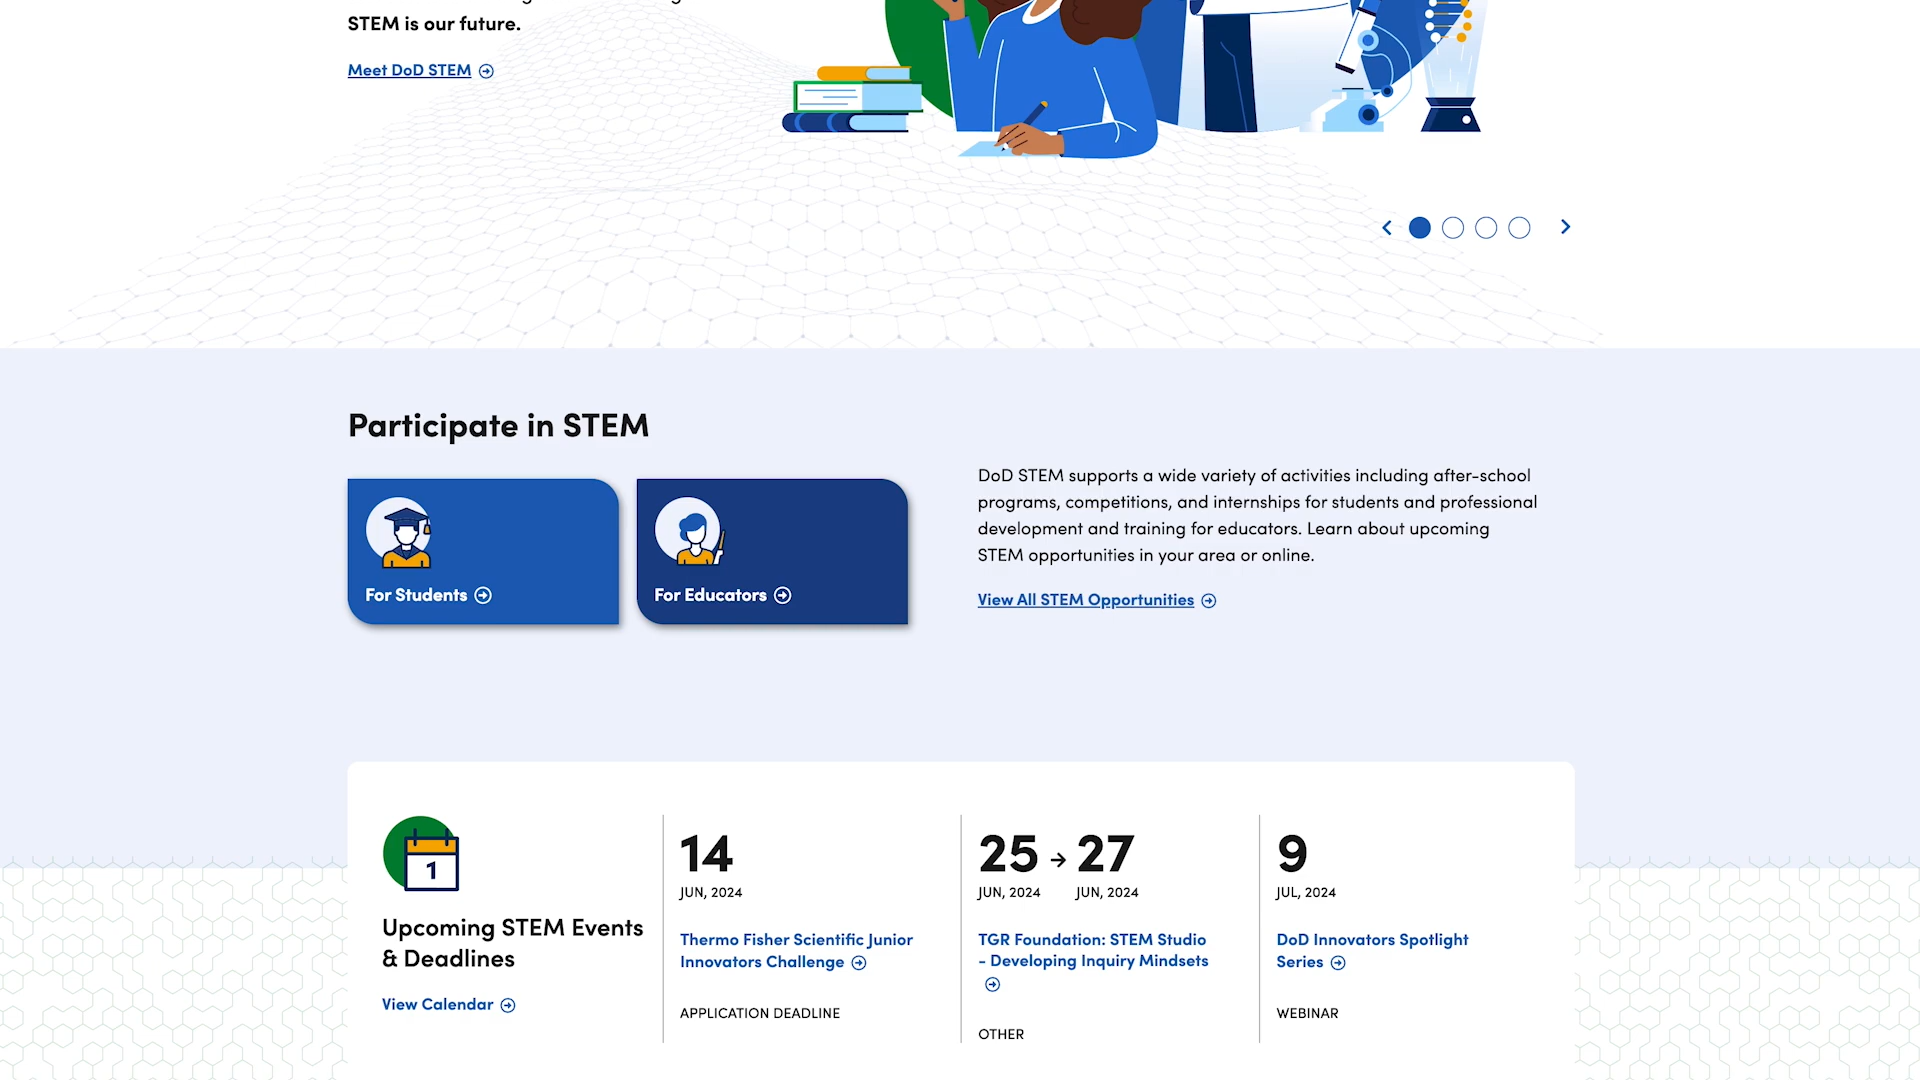 STEM is our future.
Meet DoD STEM
Participate in STEM
For Students
For Educators
DoD STEM supports a wide variety of activities including after-school
programs, competitions, and internships for students and professional
development and training for educators. Learn about upcoming
STEM opportunities in your area or online.
View All STEM Opportunities
1
Upcoming STEM Events
& Deadlines
View Calendar
14
JUN, 2024
Thermo Fisher Scientific Junior
Innovators Challenge
APPLICATION DEADLINE
25 → 27
JUN, 2024 JUN, 2024
TGR Foundation: STEM Studio
- Developing Inquiry Mindsets
OTHER
9
JUL, 2024
DoD Innovators Spotlight
Series
WEBINAR